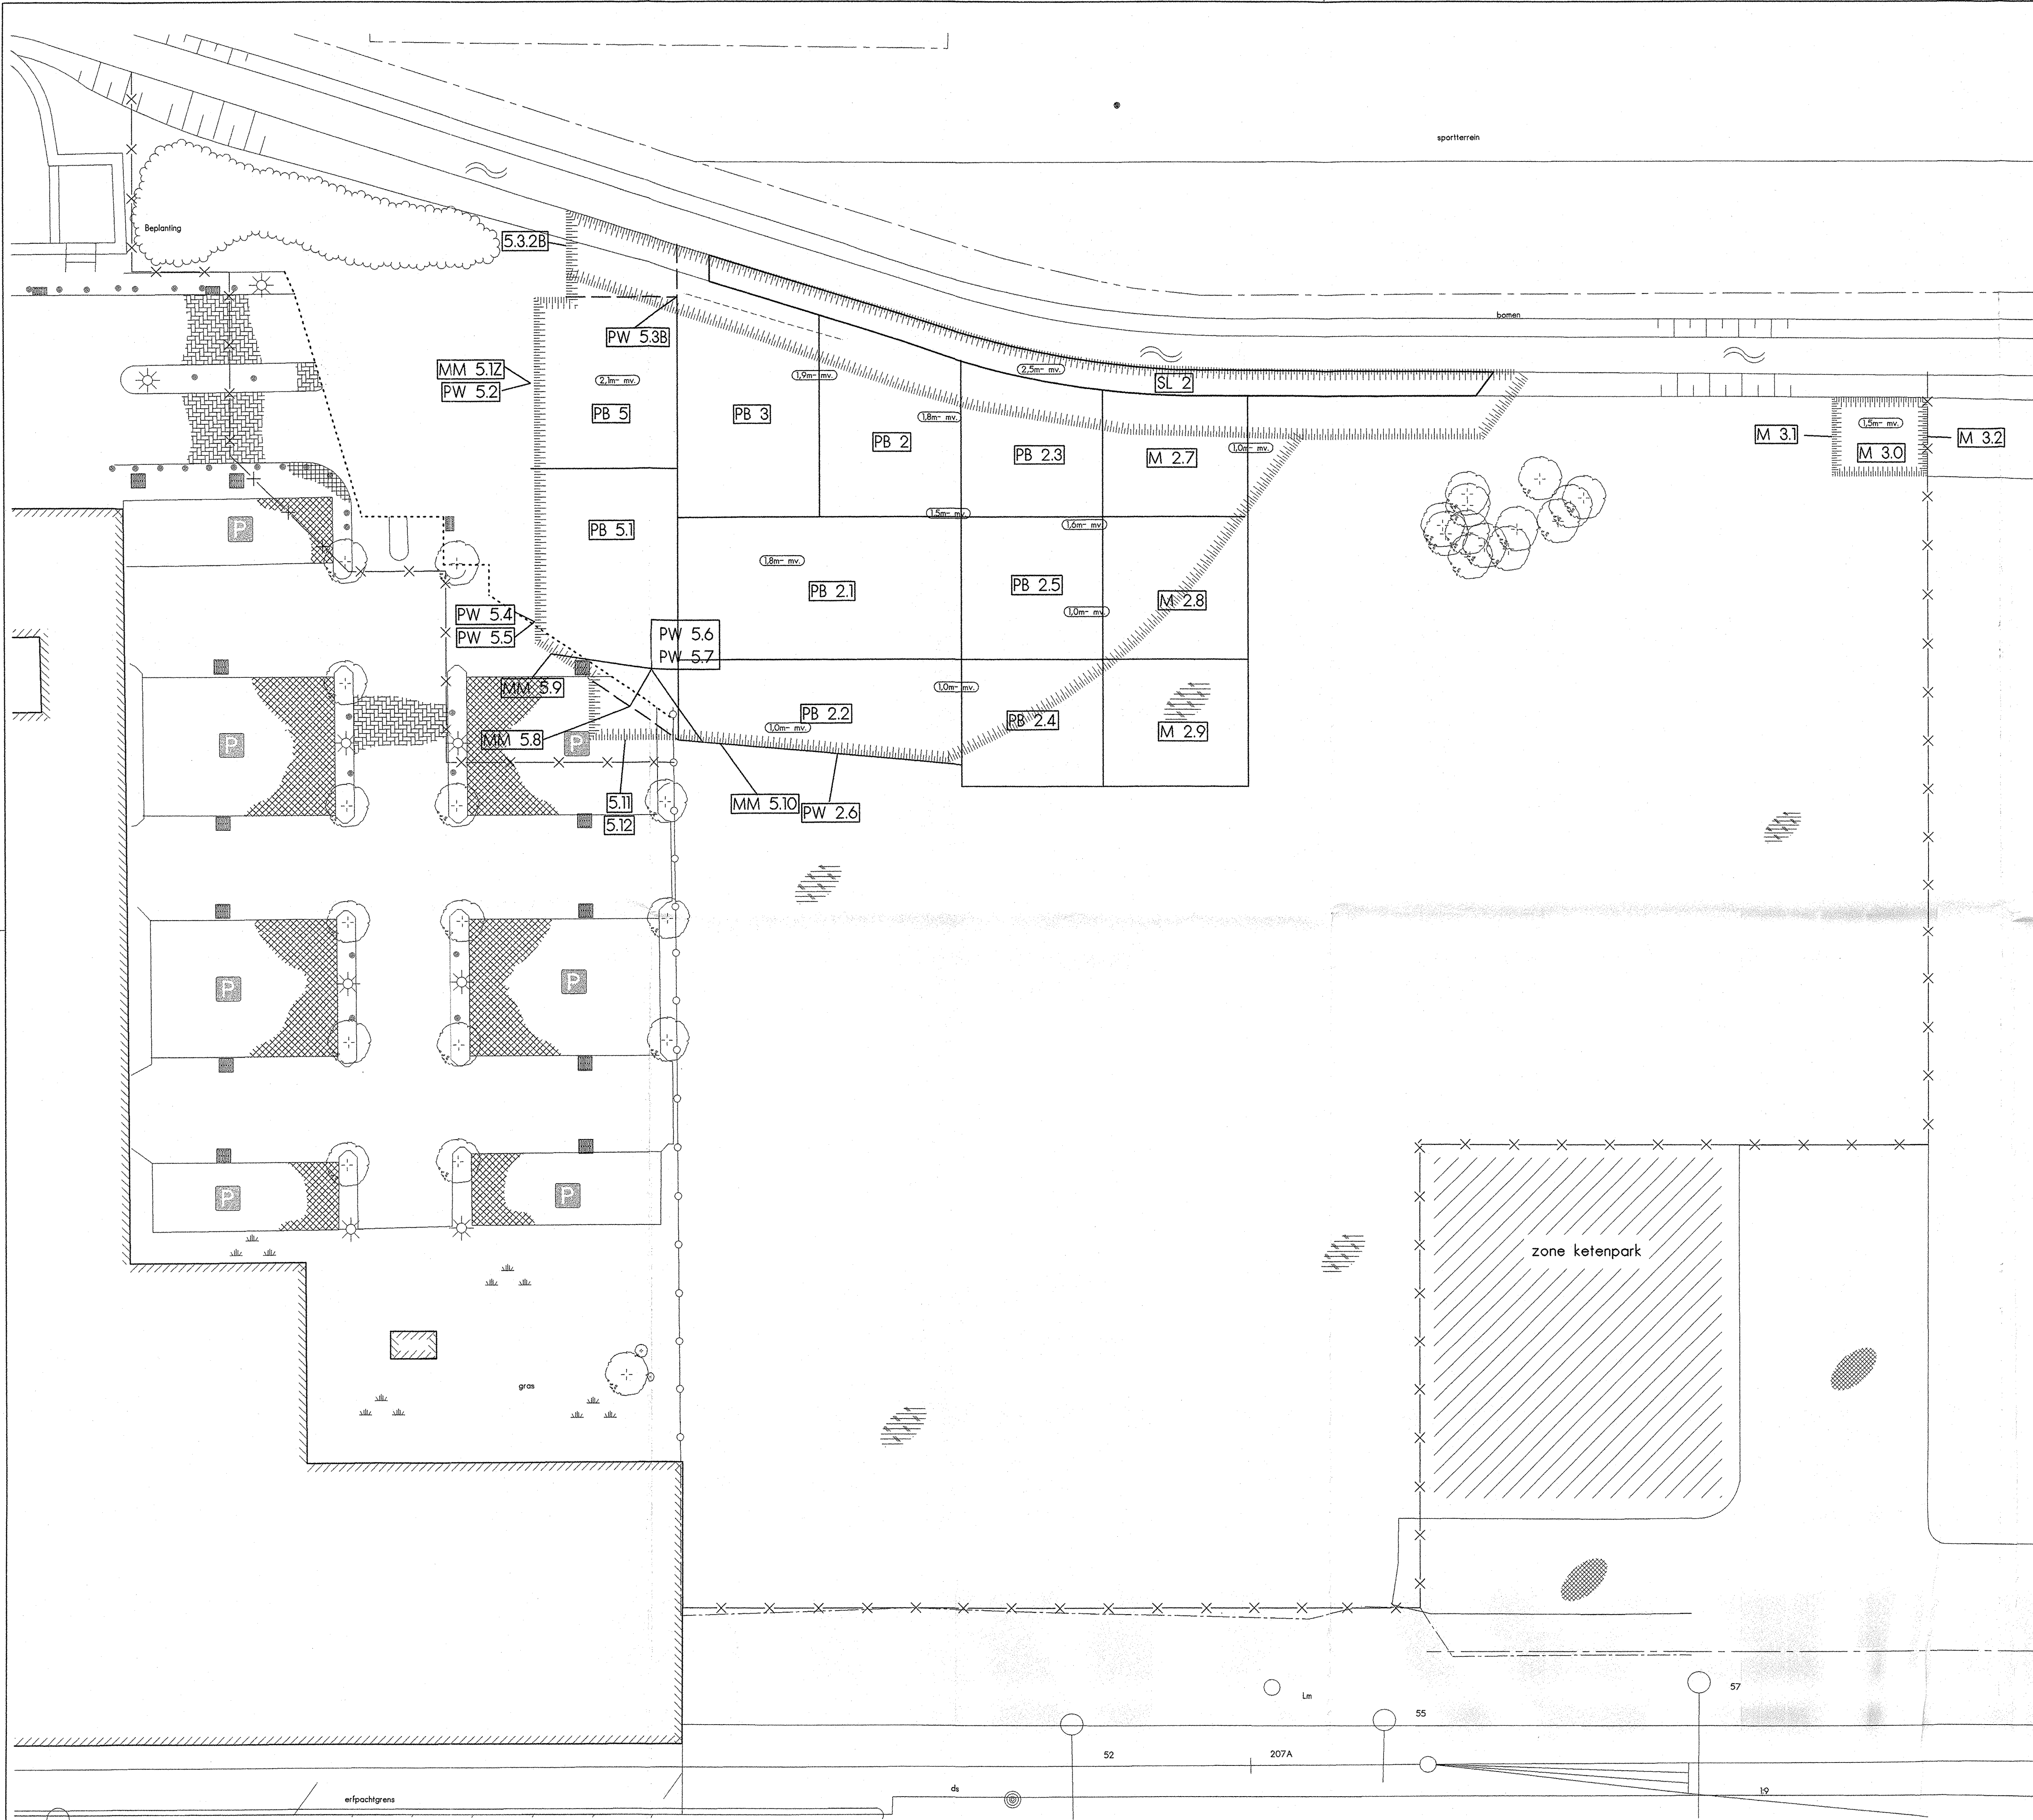 sportterrein
Beplanting
5.3.2B
bomen
PW 5.3B
MM 5.1Z
PW 5.2
2,1m- mv.
1,9m- mv.
2,5m- mv.
SL 2
PB 5
PB 3
1,8m- mv.
PB 2
PB 2.3
M 2.7
1,0m- mv.
M 3.1
1,5m- mv.
M 3.0
M 3.2
P
PB 5.1
1,5m- mv.
1,6m- mv.
1,8m- mv.
PB 2.1
PB 2.5
M 2.8
1,0m- mv.
PW 5.4
PW 5.5
PW 5.6
PW 5.7
MM 5.9
1,0m- mv.
PB 2.2
PB 2.4
M 2.9
1,0m- mv.
P
MM 5.8
P
5.11
5.12
MM 5.10
PW 2.6
P
P
P
P
zone ketenpark
gras
57
Lm
55
52
207A
ds
1:9
erfpachtgrens